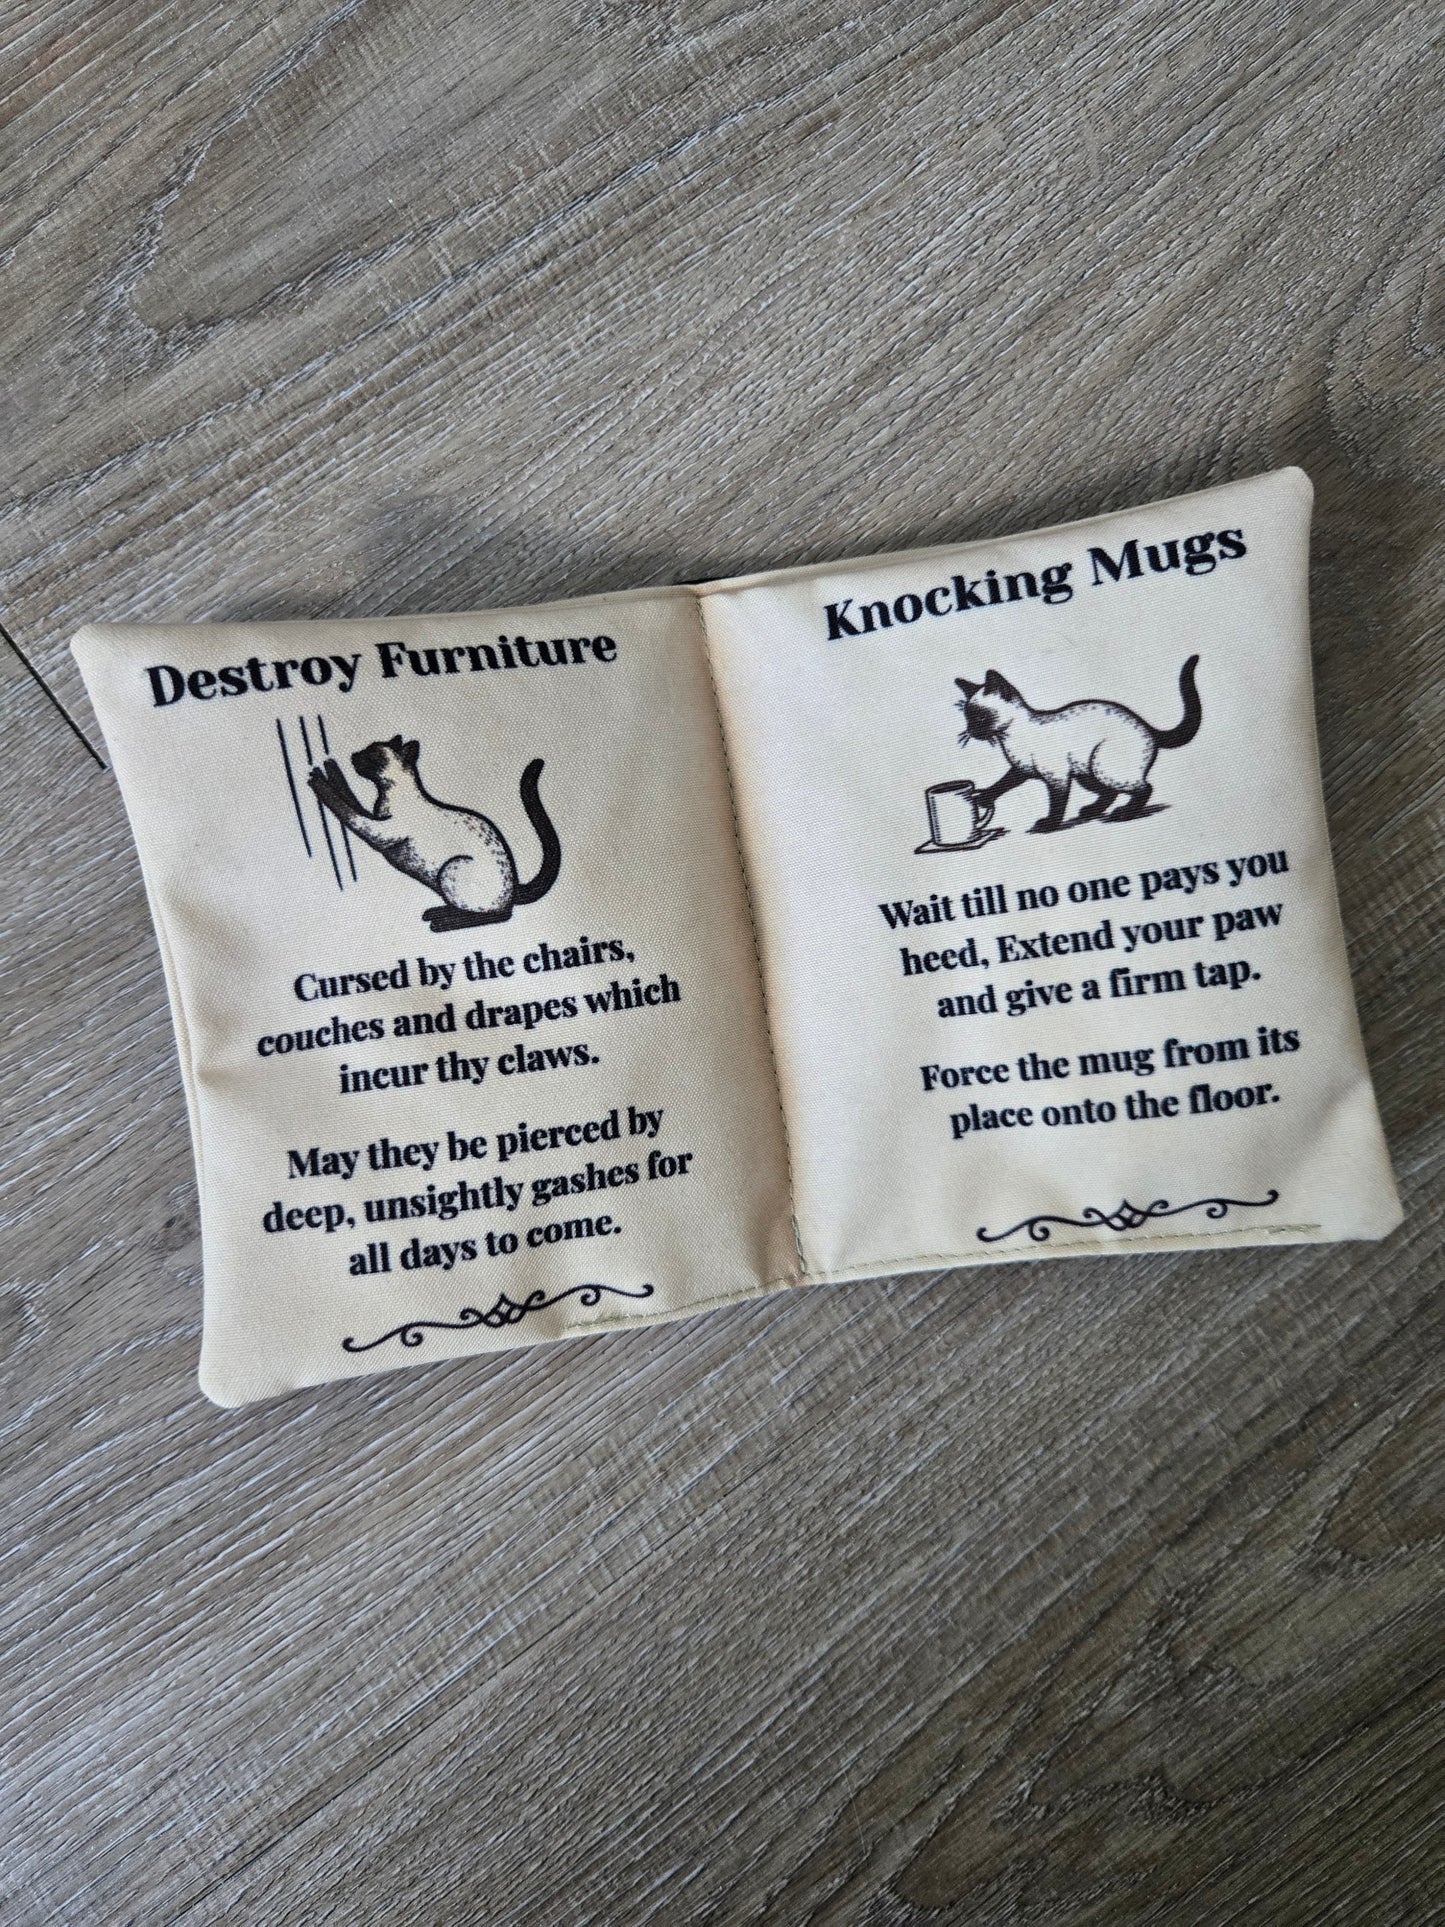 Destroy Furniture
Cursed by the chairs,
couches and drapes which
incur thy claws.
May they be pierced by
deep, unsightly gashes for
all days to come.
Knocking Mugs
Wait till no one pays you
heed, Extend your paw
and give a firm tap.
Force the mug from its
place onto the floor.